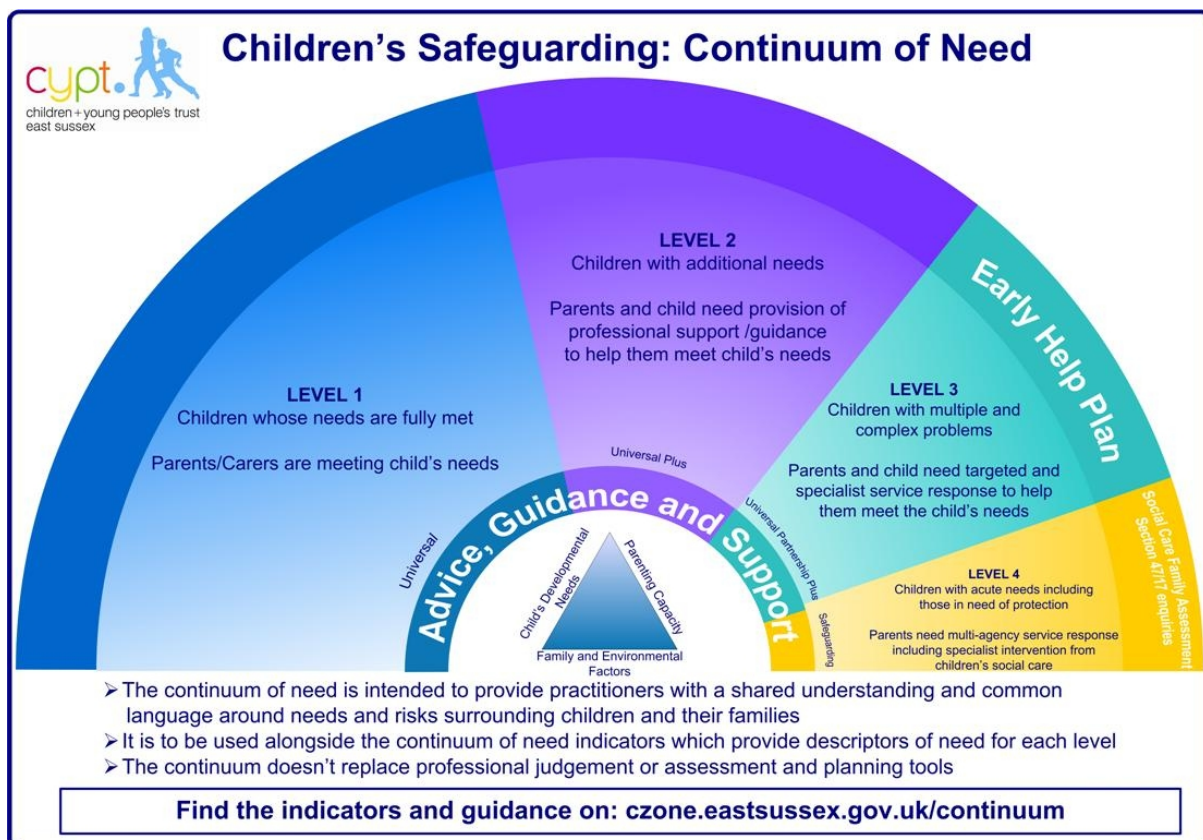 cypt.
children + young people's trust
east sussex
Children's Safeguarding: Continuum of Need
LEVEL 1
Children whose needs are fully met
Parents/Carers are meeting child's needs
LEVEL 2
Children with additional needs
Parents and child need provision of
professional support /guidance
to help them meet child's needs
LEVEL 3
Children with multiple and
complex problems
Parents and child need targeted and
specialist service response to help
them meet the child's needs
LEVEL 4
Children with acute needs including
those in need of protection
Parents need multi-agency service response
including specialist intervention from
children's social care
Early Help Plan
Social Care Family Assessment
Section 47/17 enquiries
Universal
Universal Plus
Universal Partnership Plus
Safeguarding
Advice, Guidance and Support
Child's Developmental
Needs
Parenting Capacity
Family and Environmental
Factors
➢ The continuum of need is intended to provide practitioners with a shared understanding and common
language around needs and risks surrounding children and their families
➢ It is to be used alongside the continuum of need indicators which provide descriptors of need for each level
➢ The continuum doesn't replace professional judgement or assessment and planning tools
Find the indicators and guidance on: czone.eastsussex.gov.uk/continuum